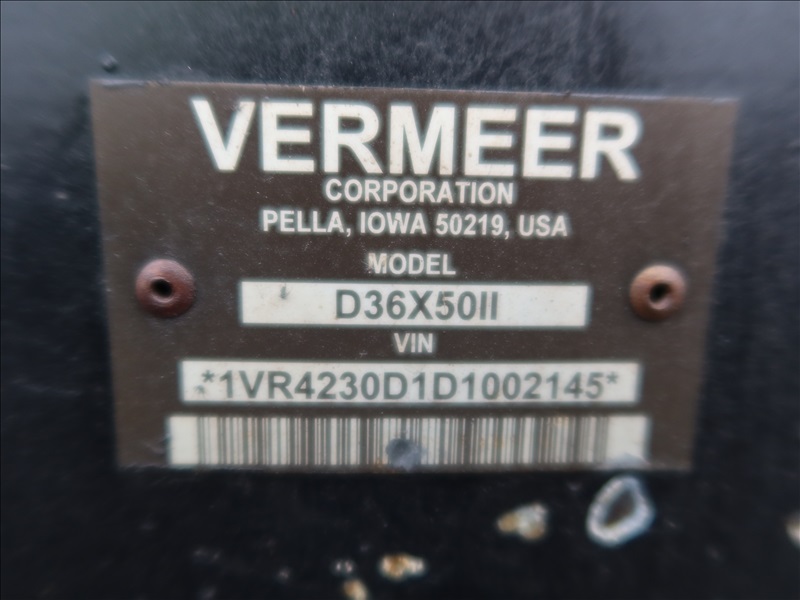 VERMEER
CORPORATION
PELLA, IOWA 50219, USA
MODEL
D36X50II
VIN
*1VR4230D1D1002145*